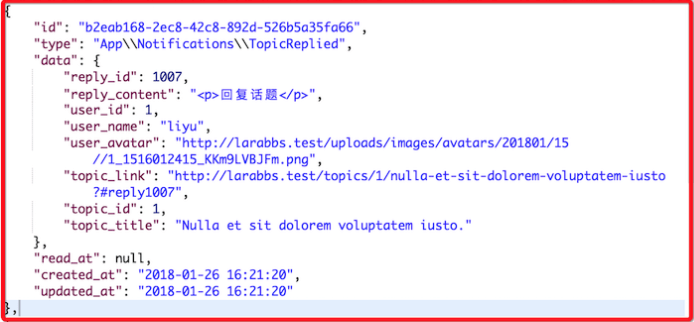 {
"id": "b2eab168-2ec8-42c8-892d-526b5a35fa66",
"type": "App\\Notifications\\TopicReplied",
"data": {
"reply_id": 1007,
"reply_content": "<p>回复话题</p>",
"user_id": 1,
"user_name": "liyu",
"user_avatar": "http://larabbs.test/uploads/images/avatars/201801/15
//1_1516012415_KKm9LVBJFm.png",
"topic_link": "http://larabbs.test/topics/1/nulla-et-sit-dolorem-voluptatem-iusto
?#reply1007",
"topic_id": 1,
"topic_title": "Nulla et sit dolorem voluptatem iusto."
},
"read_at": null,
"created_at": "2018-01-26 16:21:20",
"updated_at": "2018-01-26 16:21:20"
},